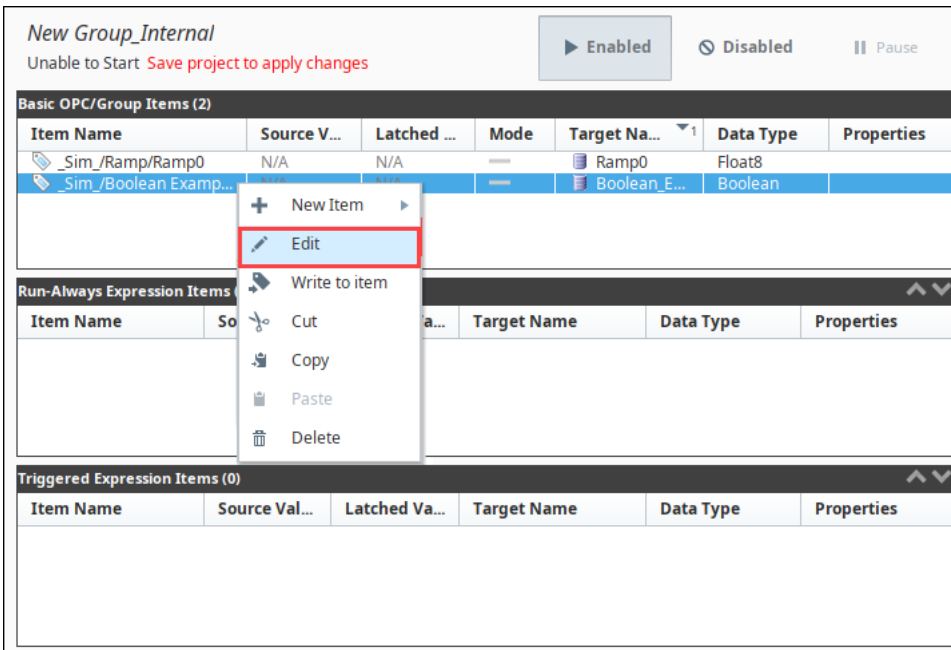 New Group_Internal
Enabled
Disabled
Pause
Unable to Start Save project to apply changes
Basic OPC/Group Items (2)
Item Name Source V... Latched ... Mode Target Na... 1 Data Type Properties
_Sim_/Ramp/Ramp0 N/A N/A Ramp0 Float8
_Sim_/Boolean Examp... N/A N/A Boolean_E... Boolean
New Item
Edit
Write to item
Cut
Copy
Paste
Delete
Run-Always Expression Items (
Item Name So a... Target Name Data Type Properties
Triggered Expression Items (0)
Item Name Source Val... Latched Va... Target Name Data Type Properties